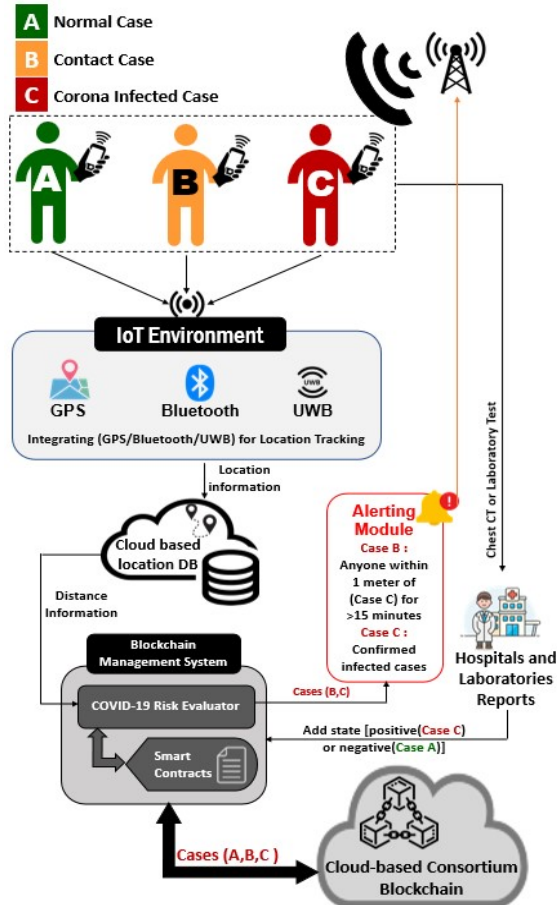 A Normal Case
B Contact Case
C Corona Infected Case
A
B
C
IoT Environment
GPS
Bluetooth
UWB
UWB
Integrating (GPS/Bluetooth/UWB) for Location Tracking
Location
information
Chest CT or Laboratory Test
Cloud based
location DB
Alerting
Module
Case B :
Anyone within
1 meter of
(Case C) for
>15 minutes
Case C :
Confirmed
infected cases
Distance
Information
Hospitals and
Laboratories
Reports
Blockchain
Management System
COVID-19 Risk Evaluator
Cases (B,C)
Smart
Contracts
Add state [positive(Case C)
or negative(Case A)]
Cases (A,B,C )
Cloud-based Consortium
Blockchain